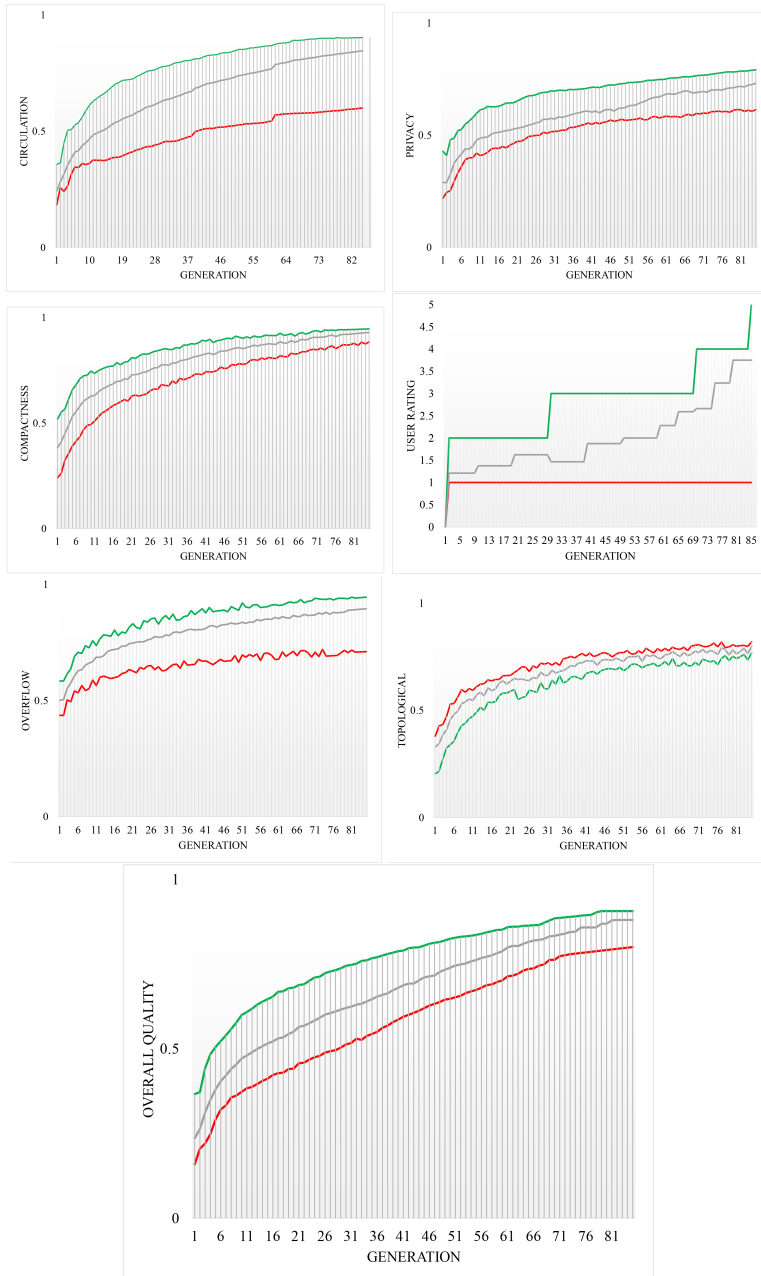 1
0.5
0
CIRCULATION
1 10 19 28 37 46 55 64 73 82
GENERATION
1
0.5
0
PRIVACY
1 6 11 16 21 26 31 36 41 46 51 56 61 66 71 76 81
GENERATION
1
0.5
0
COMPACTNESS
1 6 11 16 21 26 31 36 41 46 51 56 61 66 71 76 81
GENERATION
5
4.5
4
3.5
3
2.5
2
1.5
1
0.5
0
USER RATING
1 5 9 13 17 21 25 29 33 37 41 45 49 53 57 61 65 69 73 77 81 85
GENERATION
1
0.5
0
OVERFLOW
1 6 11 16 21 26 31 36 41 46 51 56 61 66 71 76 81
GENERATION
1
0.5
0
TOPOLOGICAL
1 6 11 16 21 26 31 36 41 46 51 56 61 66 71 76 81
GENERATION
1
0.5
0
OVERALL QUALITY
1 6 11 16 21 26 31 36 41 46 51 56 61 66 71 76 81
GENERATION